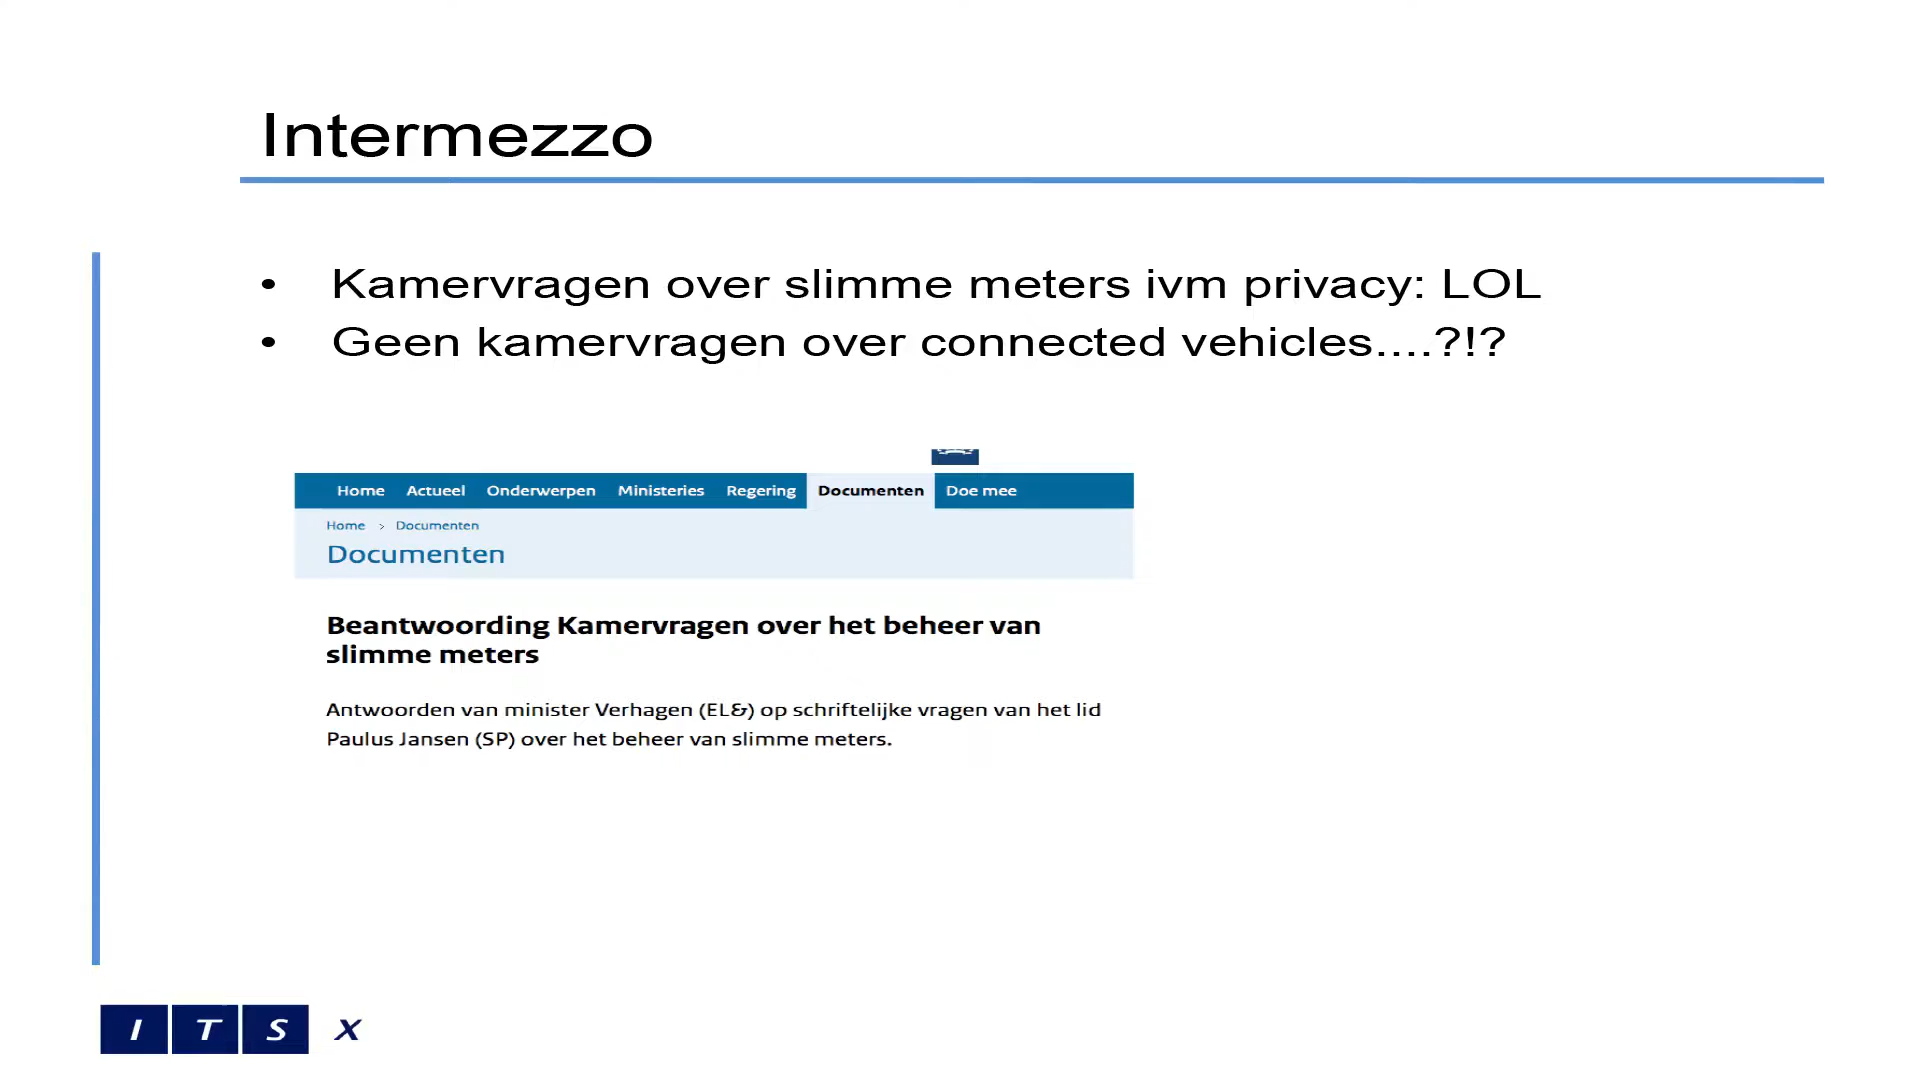 Intermezzo
• Kamervragen over slimme meters ivm privacy: LOL
• Geen kamervragen over connected vehicles....?!?
Home Actueel Onderwerpen Ministeries Regering Documenten Doe mee
Home > Documenten
Documenten
Beantwoording Kamervragen over het beheer van
slimme meters
Antwoorden van minister Verhagen (EL&) op schriftelijke vragen van het lid
Paulus Jansen (SP) over het beheer van slimme meters.
I T S X